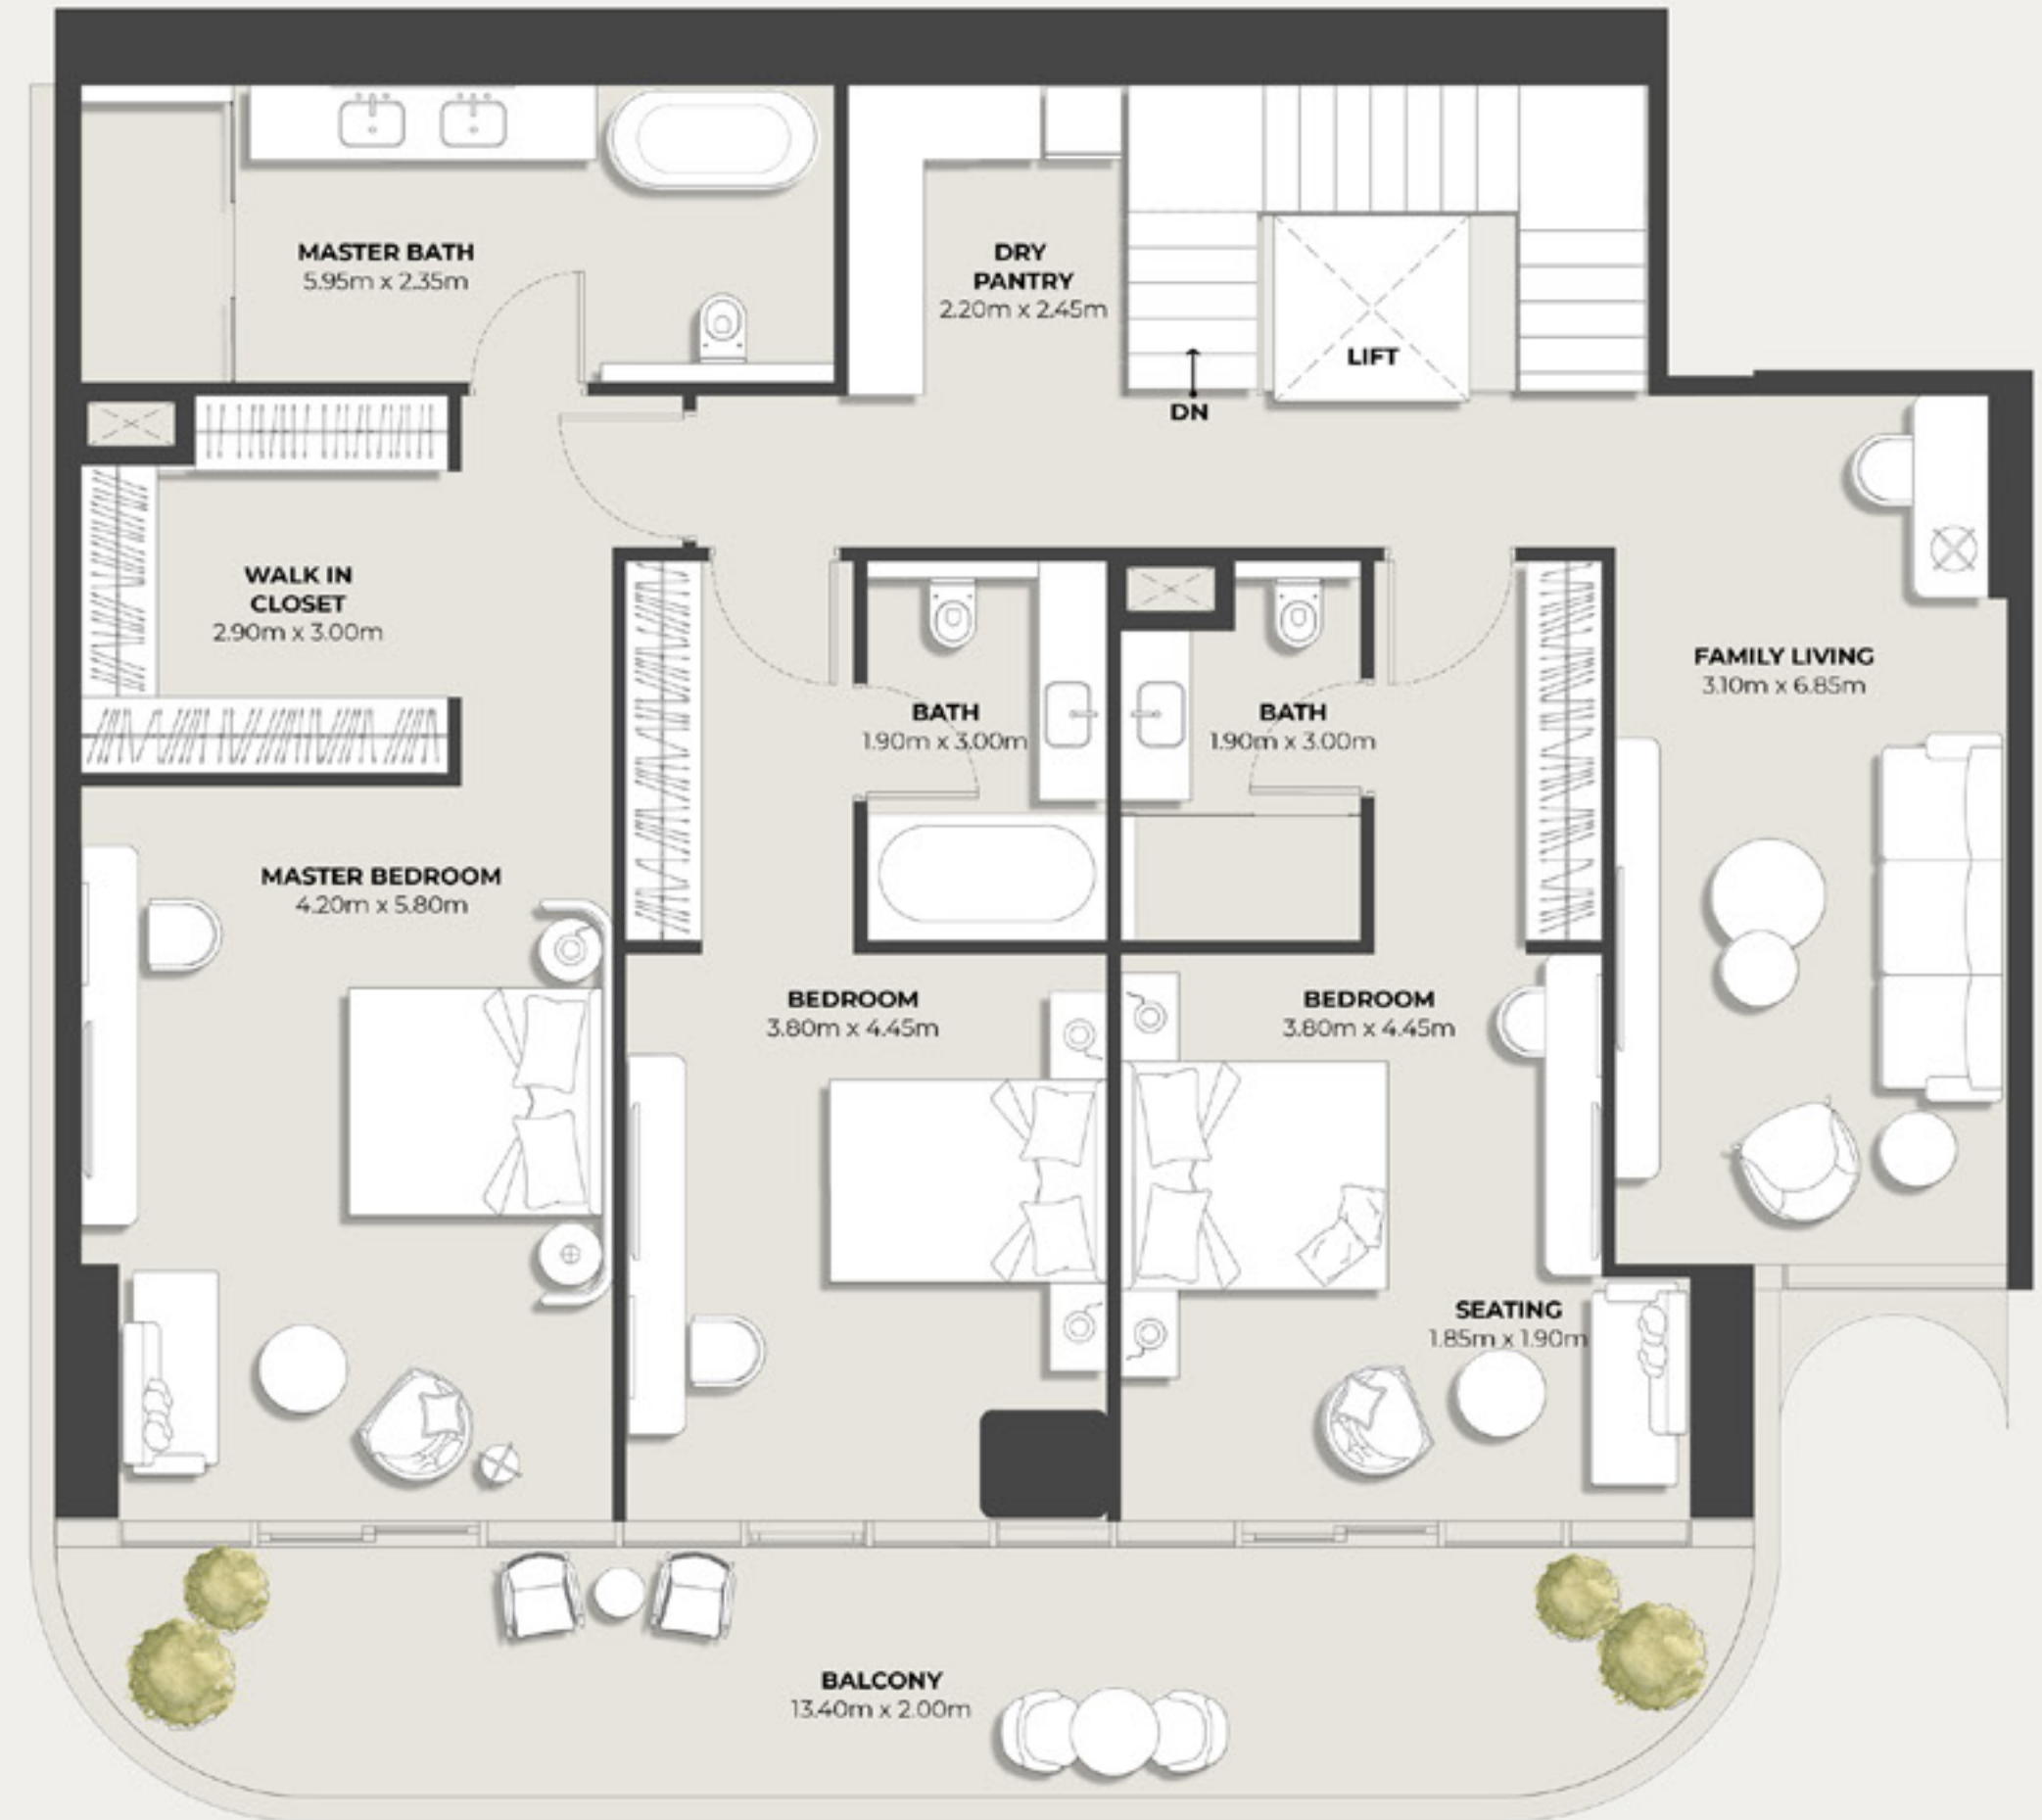 MASTER BATH
5.95m x 2.35m
DRY
PANTRY
2.20m x 2.45m
LIFT
DN
WALK IN
CLOSET
2.90m x 3.00m
FAMILY LIVING
3.10m x 6.85m
BATH
1.90m x 3.00m
BATH
1.90m x 3.00m
MASTER BEDROOM
4.20m x 5.80m
BEDROOM
3.80m x 4.45m
BEDROOM
3.80m x 4.45m
SEATING
1.85m x 1.90m
BALCONY
13.40m x 2.00m